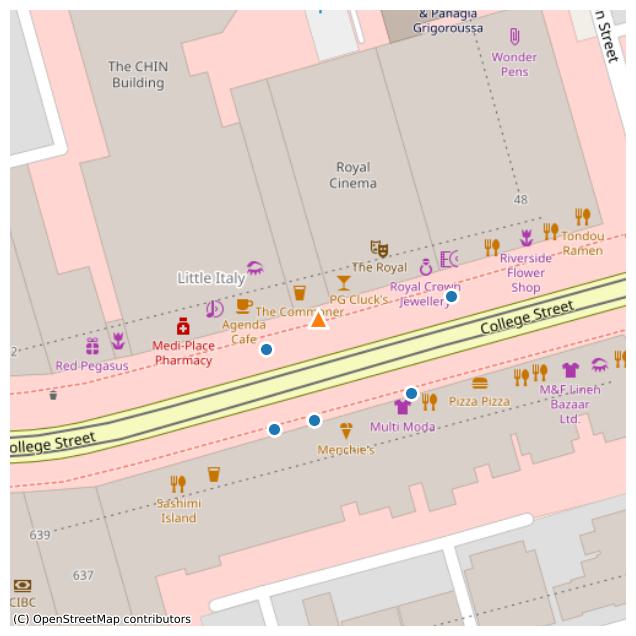 & Panagia
Grigoroussa
n Street
Wonder
Pens
The CHIN
Building
Royal
Cinema
48
Tondou
Ramen
Riverside
Flower
Shop
The Royal
Little Italy
Royal Crown
Jewellery
PG Cluck's
The Commoner
Agenda
Cafe
College Street
Medi-Place
Pharmacy
2
Red Pegasus
ollege Street
Pizza Pizza
M&F Lineh
Bazaar
Ltd.
Multi Moda
Menchie's
Sashimi
Island
639
637
CIBC
(C) OpenStreetMap contributors